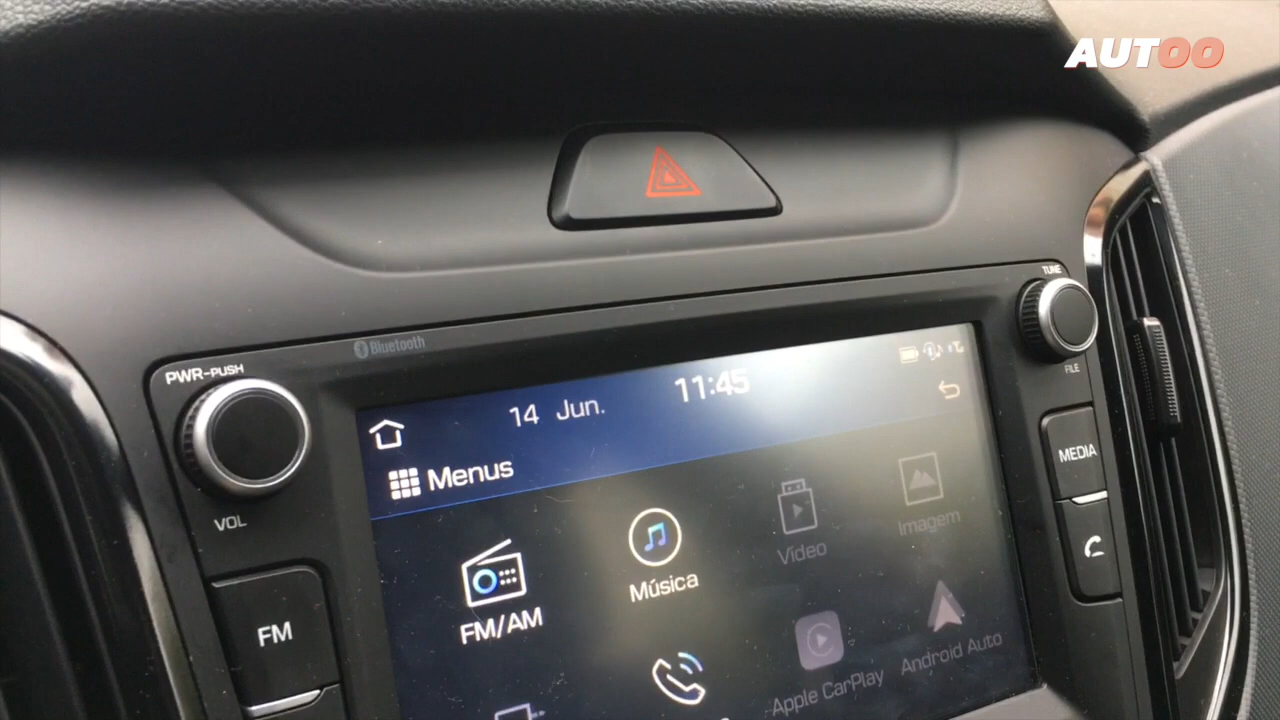 AUTOO
Bluetooth
PWR-PUSH
TUNE
FILE
14 Jun. 11:45
Menus
MEDIA
VOL
FM
FM/AM
Música
Vídeo
Imagem
Apple CarPlay
Android Auto